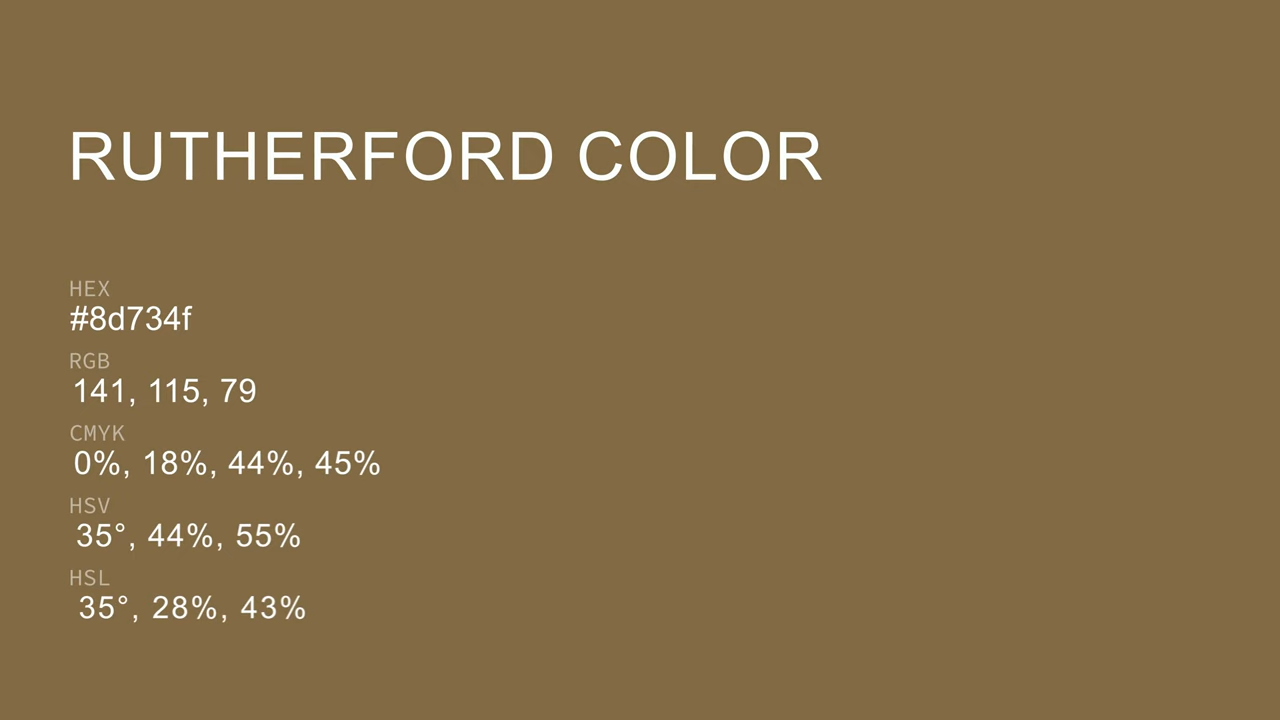 RUTHERFORD COLOR
HEX
#8d734f
RGB
141, 115, 79
CMYK
0%, 18%, 44%, 45%
HSV
35°, 44%, 55%
HSL
35°, 28%, 43%